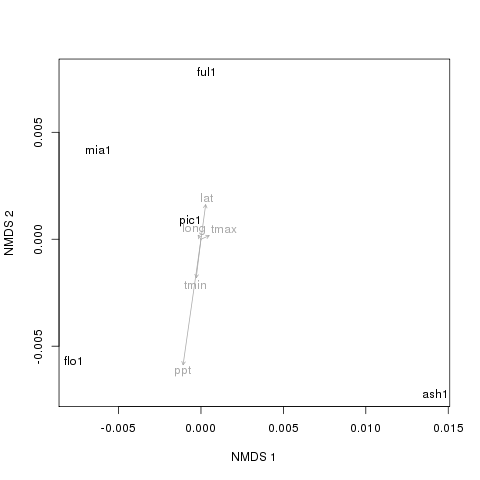 ful1
mia1
lat
pic1
long
tmax
tmin
flo1
ppt
ash1
0.005
0.000
-0.005
NMDS 2
-0.005
0.000
0.005
0.010
0.015
NMDS 1